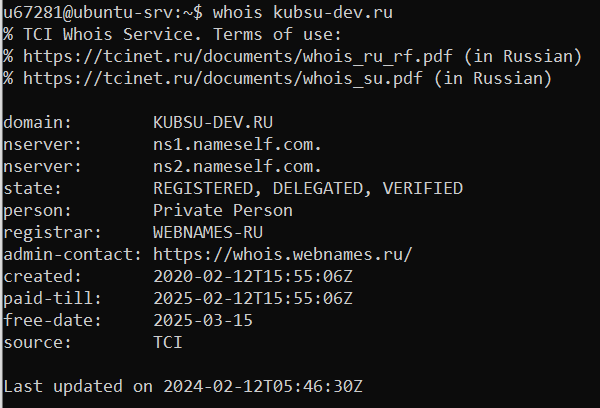 u67281@ubuntu-srv:~$ whois kubsu-dev.ru
% TCI Whois Service. Terms of use:
% https://tcinet.ru/documents/whois_ru_rf.pdf (in Russian)
% https://tcinet.ru/documents/whois_su.pdf (in Russian)

domain:        KUBSU-DEV.RU
nserver:       ns1.nameself.com.
nserver:       ns2.nameself.com.
state:         REGISTERED, DELEGATED, VERIFIED
person:        Private Person
registrar:     WEBNAMES-RU
admin-contact: https://whois.webnames.ru/
created:       2020-02-12T15:55:06Z
paid-till:     2025-02-12T15:55:06Z
free-date:     2025-03-15
source:        TCI

Last updated on 2024-02-12T05:46:30Z